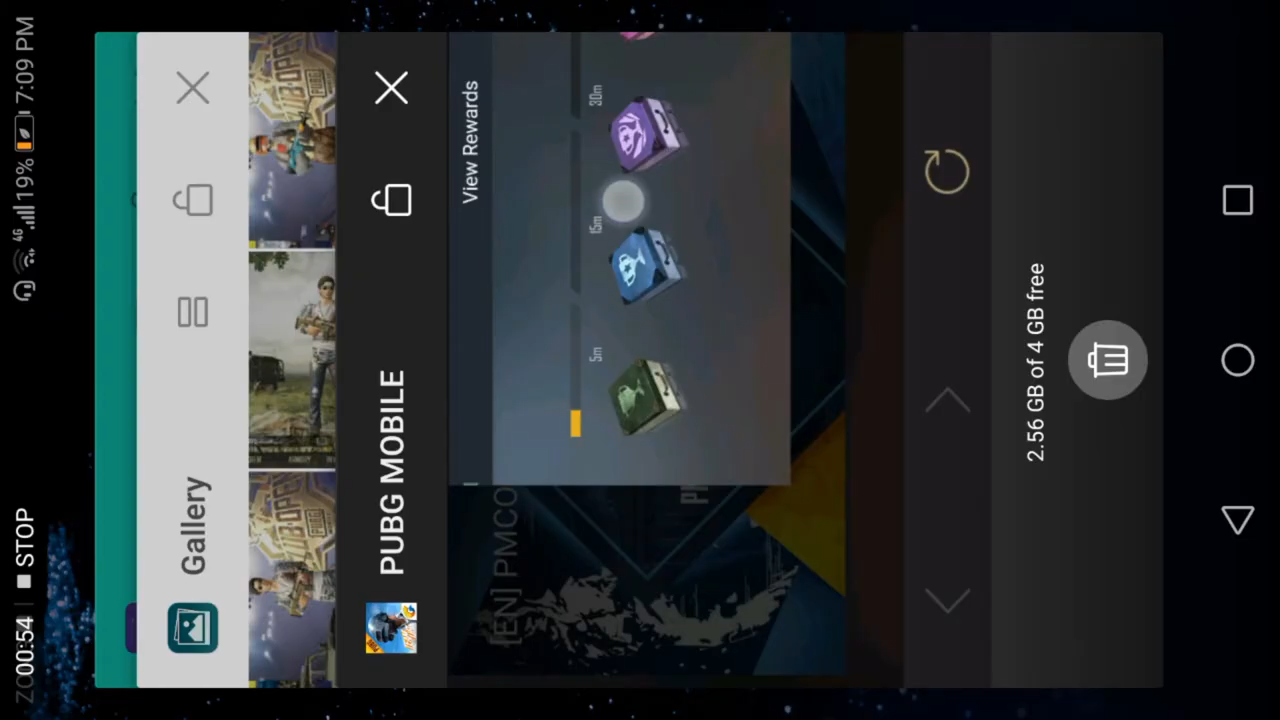 ZO00:54 | ■ STOP
4G 19% 7:09 PM
Gallery
PUBG MOBILE
View Rewards
5m
15m
30m
[EN] PMCO
2.56 GB of 4 GB free